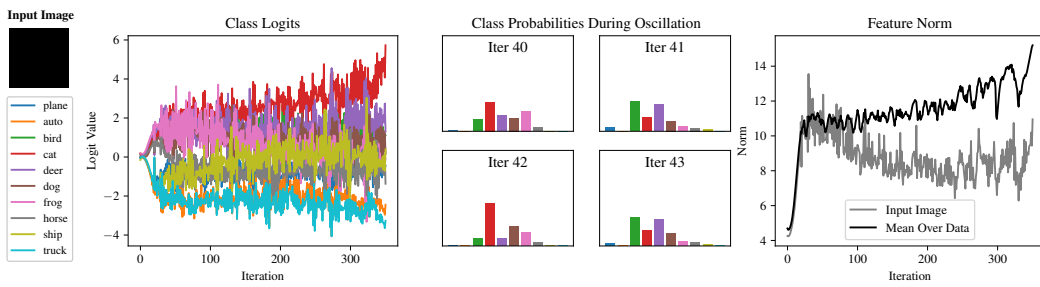 Input Image
plane
auto
bird
cat
deer
dog
frog
horse
ship
truck
Class Logits
Logit Value
6
4
2
0
−2
−4
0
100
200
300
Iteration
Class Probabilities During Oscillation
Iter 40
Iter 41
Iter 42
Iter 43
Feature Norm
Norm
14
12
10
8
6
4
Input Image
Mean Over Data
0
100
200
300
Iteration